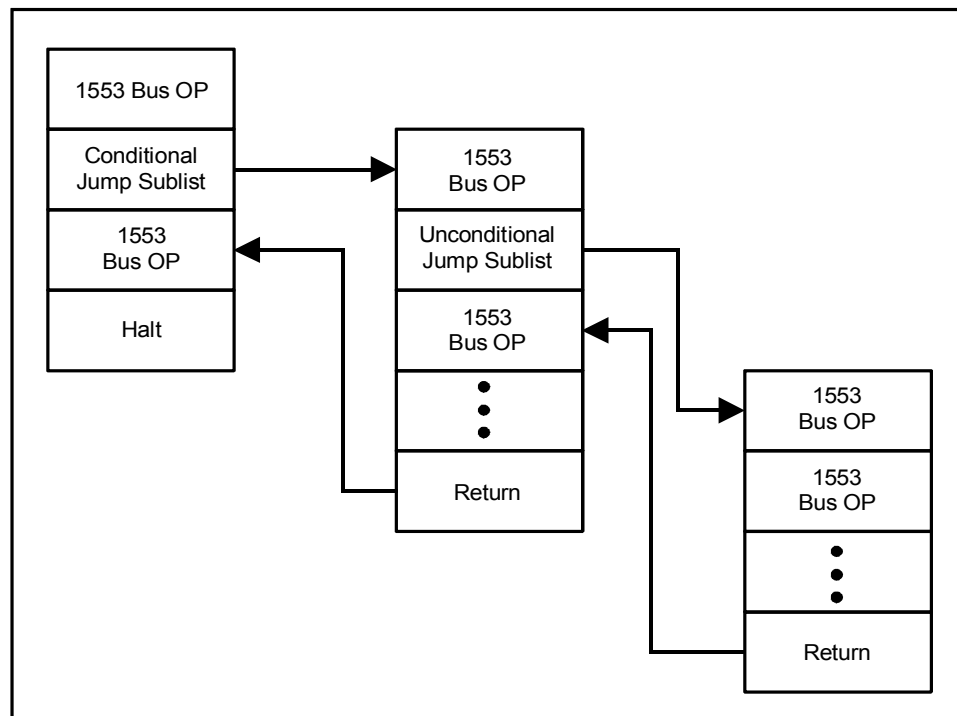 1553 Bus OP
Conditional
Jump Sublist
1553
Bus OP
Halt
1553
Bus OP
Unconditional
Jump Sublist
1553
Bus OP
Return
1553
Bus OP
1553
Bus OP
Return